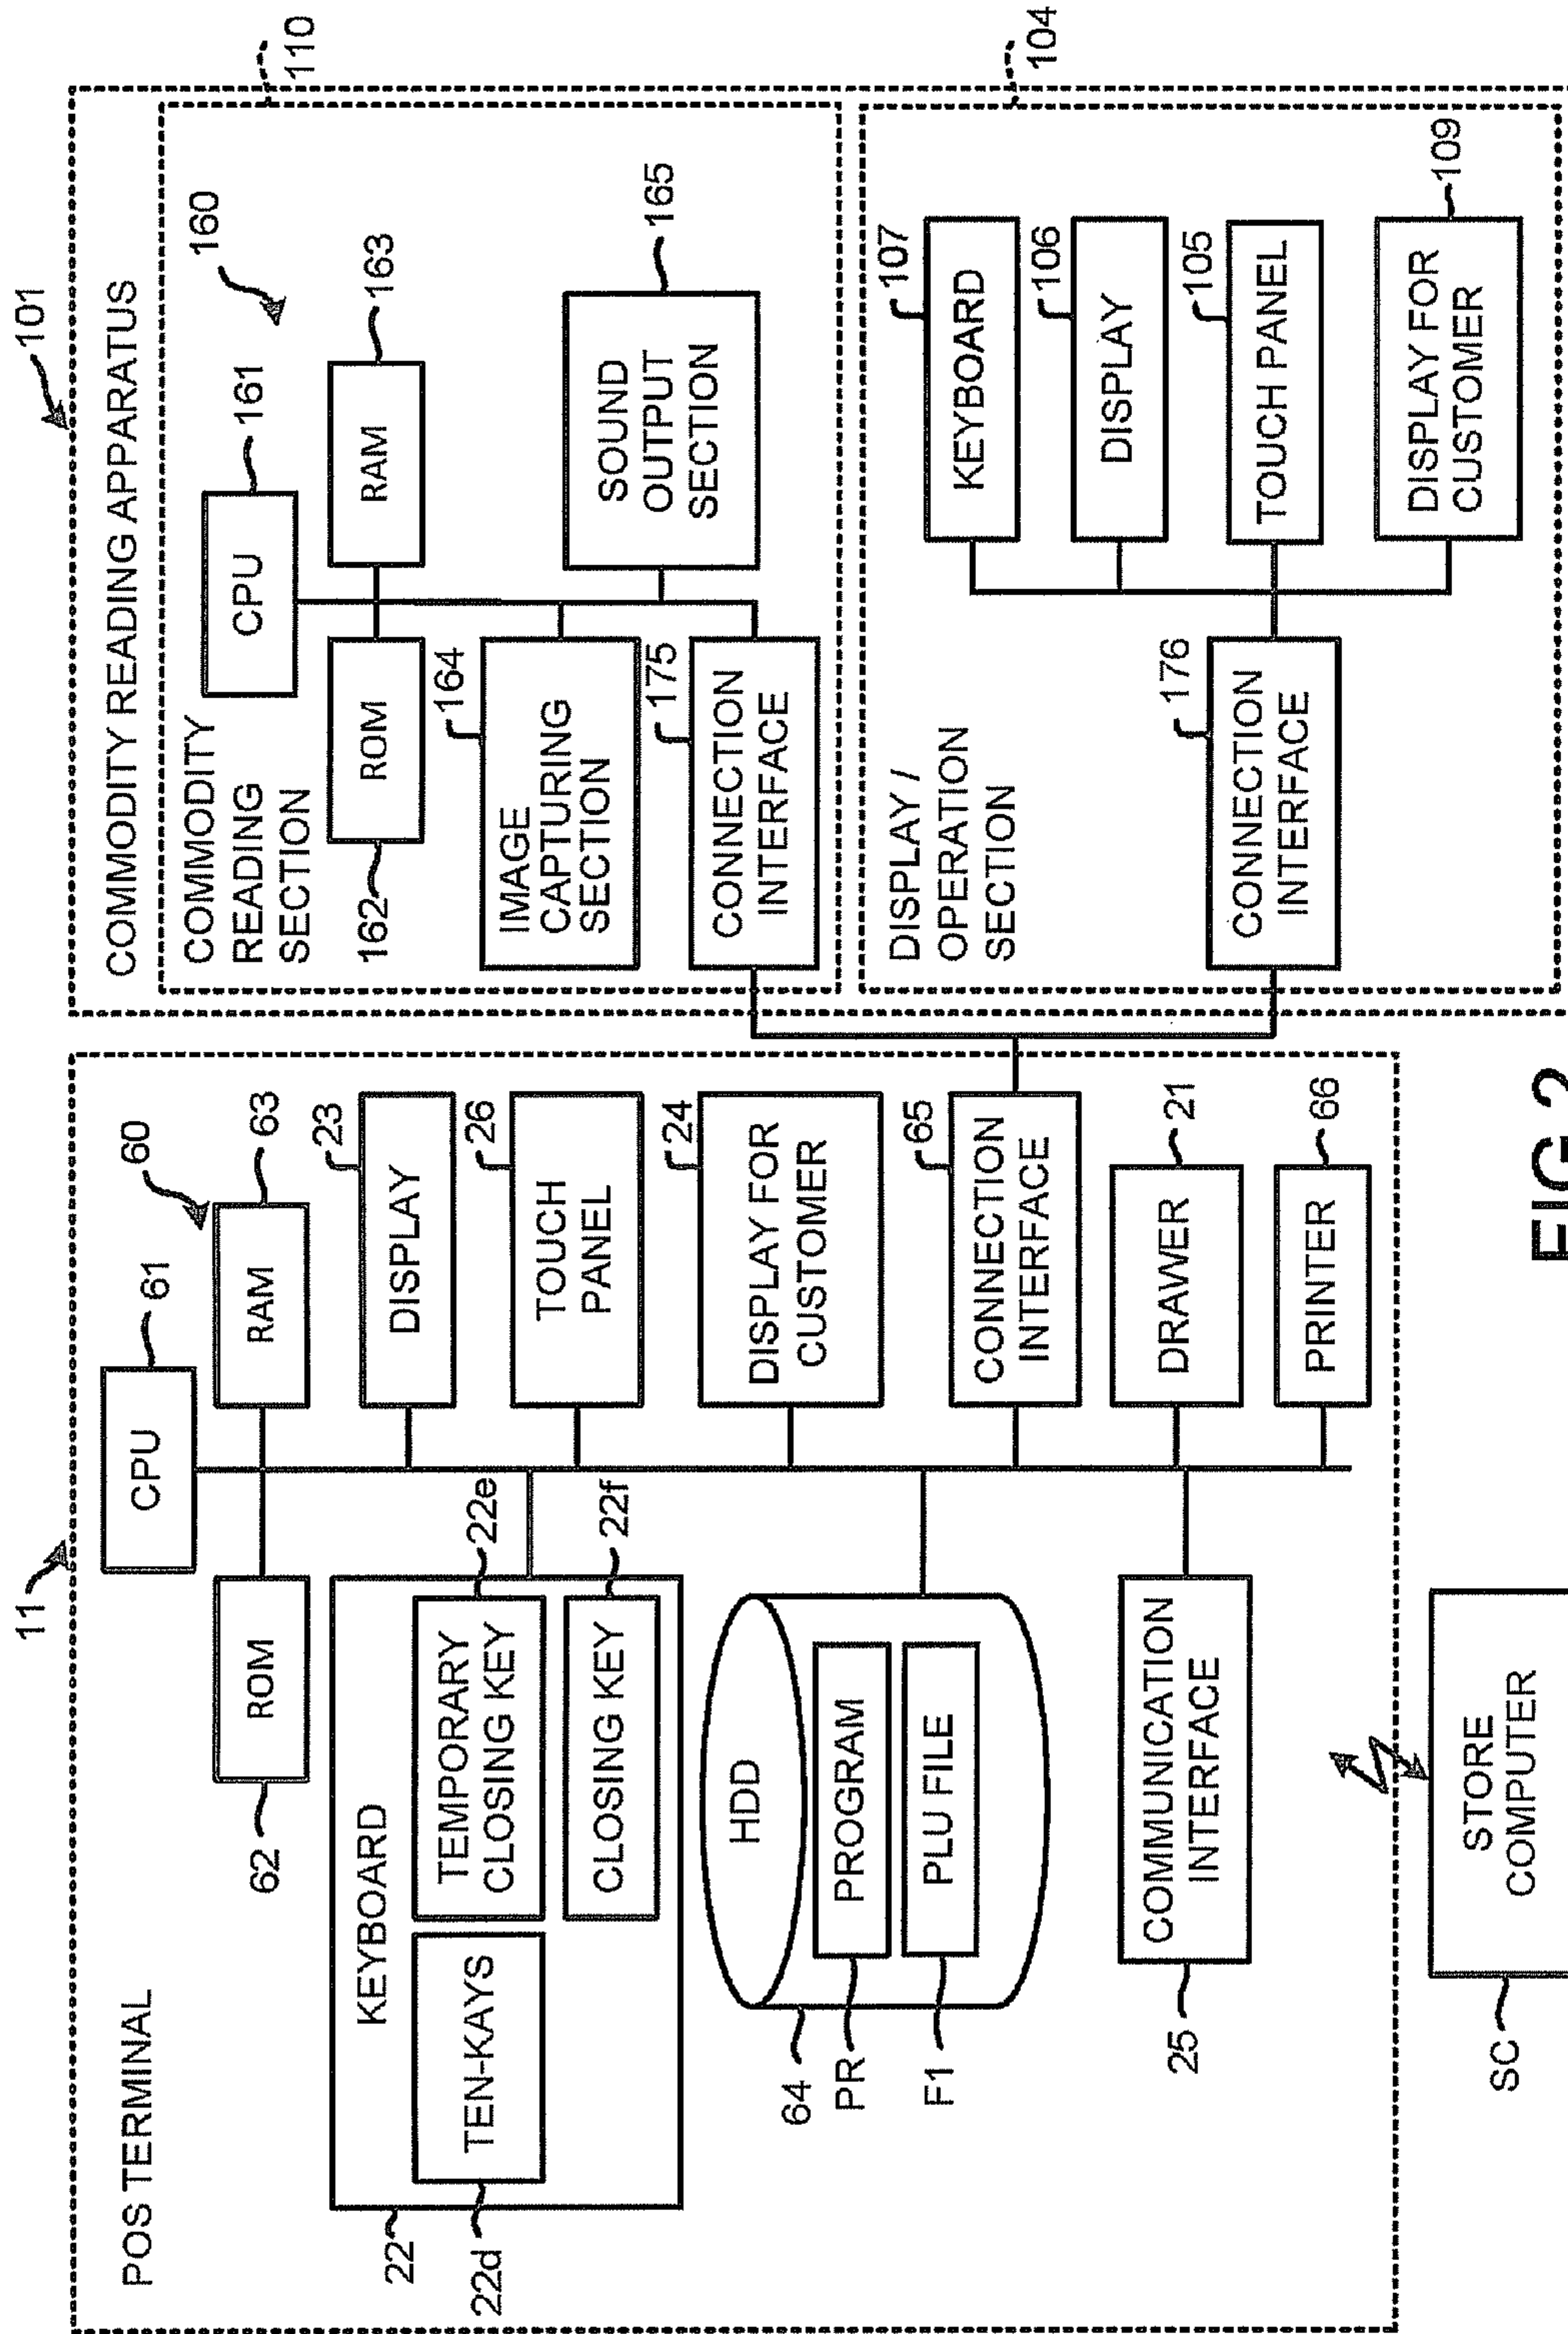 11
POS TERMINAL
CPU
61
60
ROM
62
RAM
63
KEYBOARD
22
TEN-KAYS
22d
TEMPORARY
CLOSING KEY
22e
CLOSING KEY
22f
DISPLAY
23
TOUCH
PANEL
26
HDD
64
PROGRAM
PR
PLU FILE
F1
DISPLAY FOR
CUSTOMER
24
CONNECTION
INTERFACE
65
COMMUNICATION
INTERFACE
25
DRAWER
21
PRINTER
66
STORE
COMPUTER
SC
101
COMMODITY READING APPARATUS
110
COMMODITY
READING
SECTION
160
CPU
161
ROM
162
RAM
163
IMAGE
CAPTURING
SECTION
164
SOUND
OUTPUT
SECTION
165
CONNECTION
INTERFACE
175
104
DISPLAY /
OPERATION
SECTION
KEYBOARD
107
DISPLAY
106
TOUCH PANEL
105
CONNECTION
INTERFACE
176
DISPLAY FOR
CUSTOMER
109